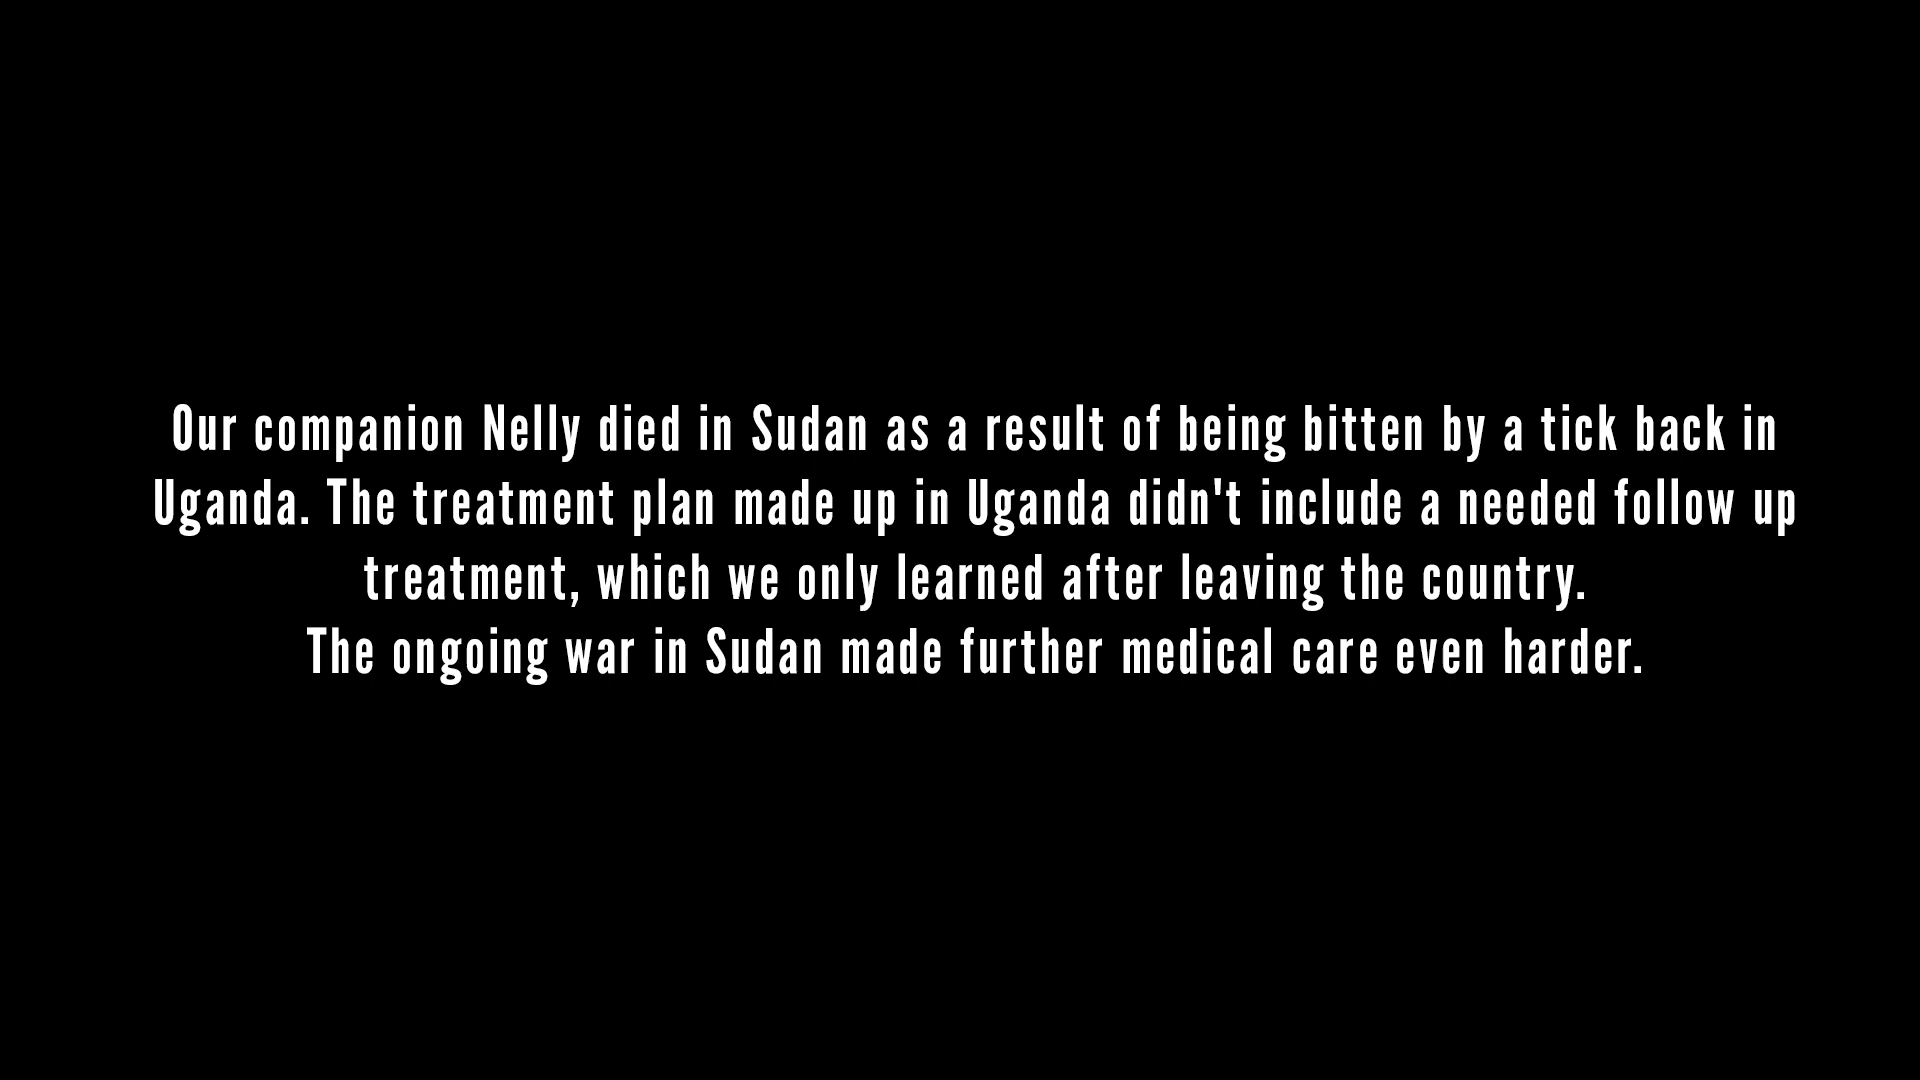 Our companion Nelly died in Sudan as a result of being bitten by a tick back in
Uganda. The treatment plan made up in Uganda didn't include a needed follow up
treatment, which we only learned after leaving the country.
The ongoing war in Sudan made further medical care even harder.